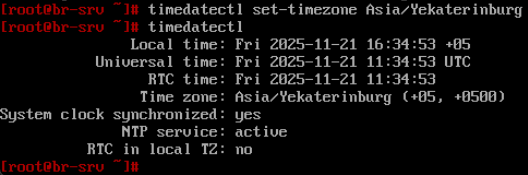 [root@br-srv ~]# timedatectl set-timezone Asia/Yekaterinburg
[root@br-srv ~]# timedatectl
Local time: Fri 2025-11-21 16:34:53 +05
Universal time: Fri 2025-11-21 11:34:53 UTC
RTC time: Fri 2025-11-21 11:34:53
Time zone: Asia/Yekaterinburg (+05, +0500)
System clock synchronized: yes
NTP service: active
RTC in local TZ: no
[root@br-srv ~]#